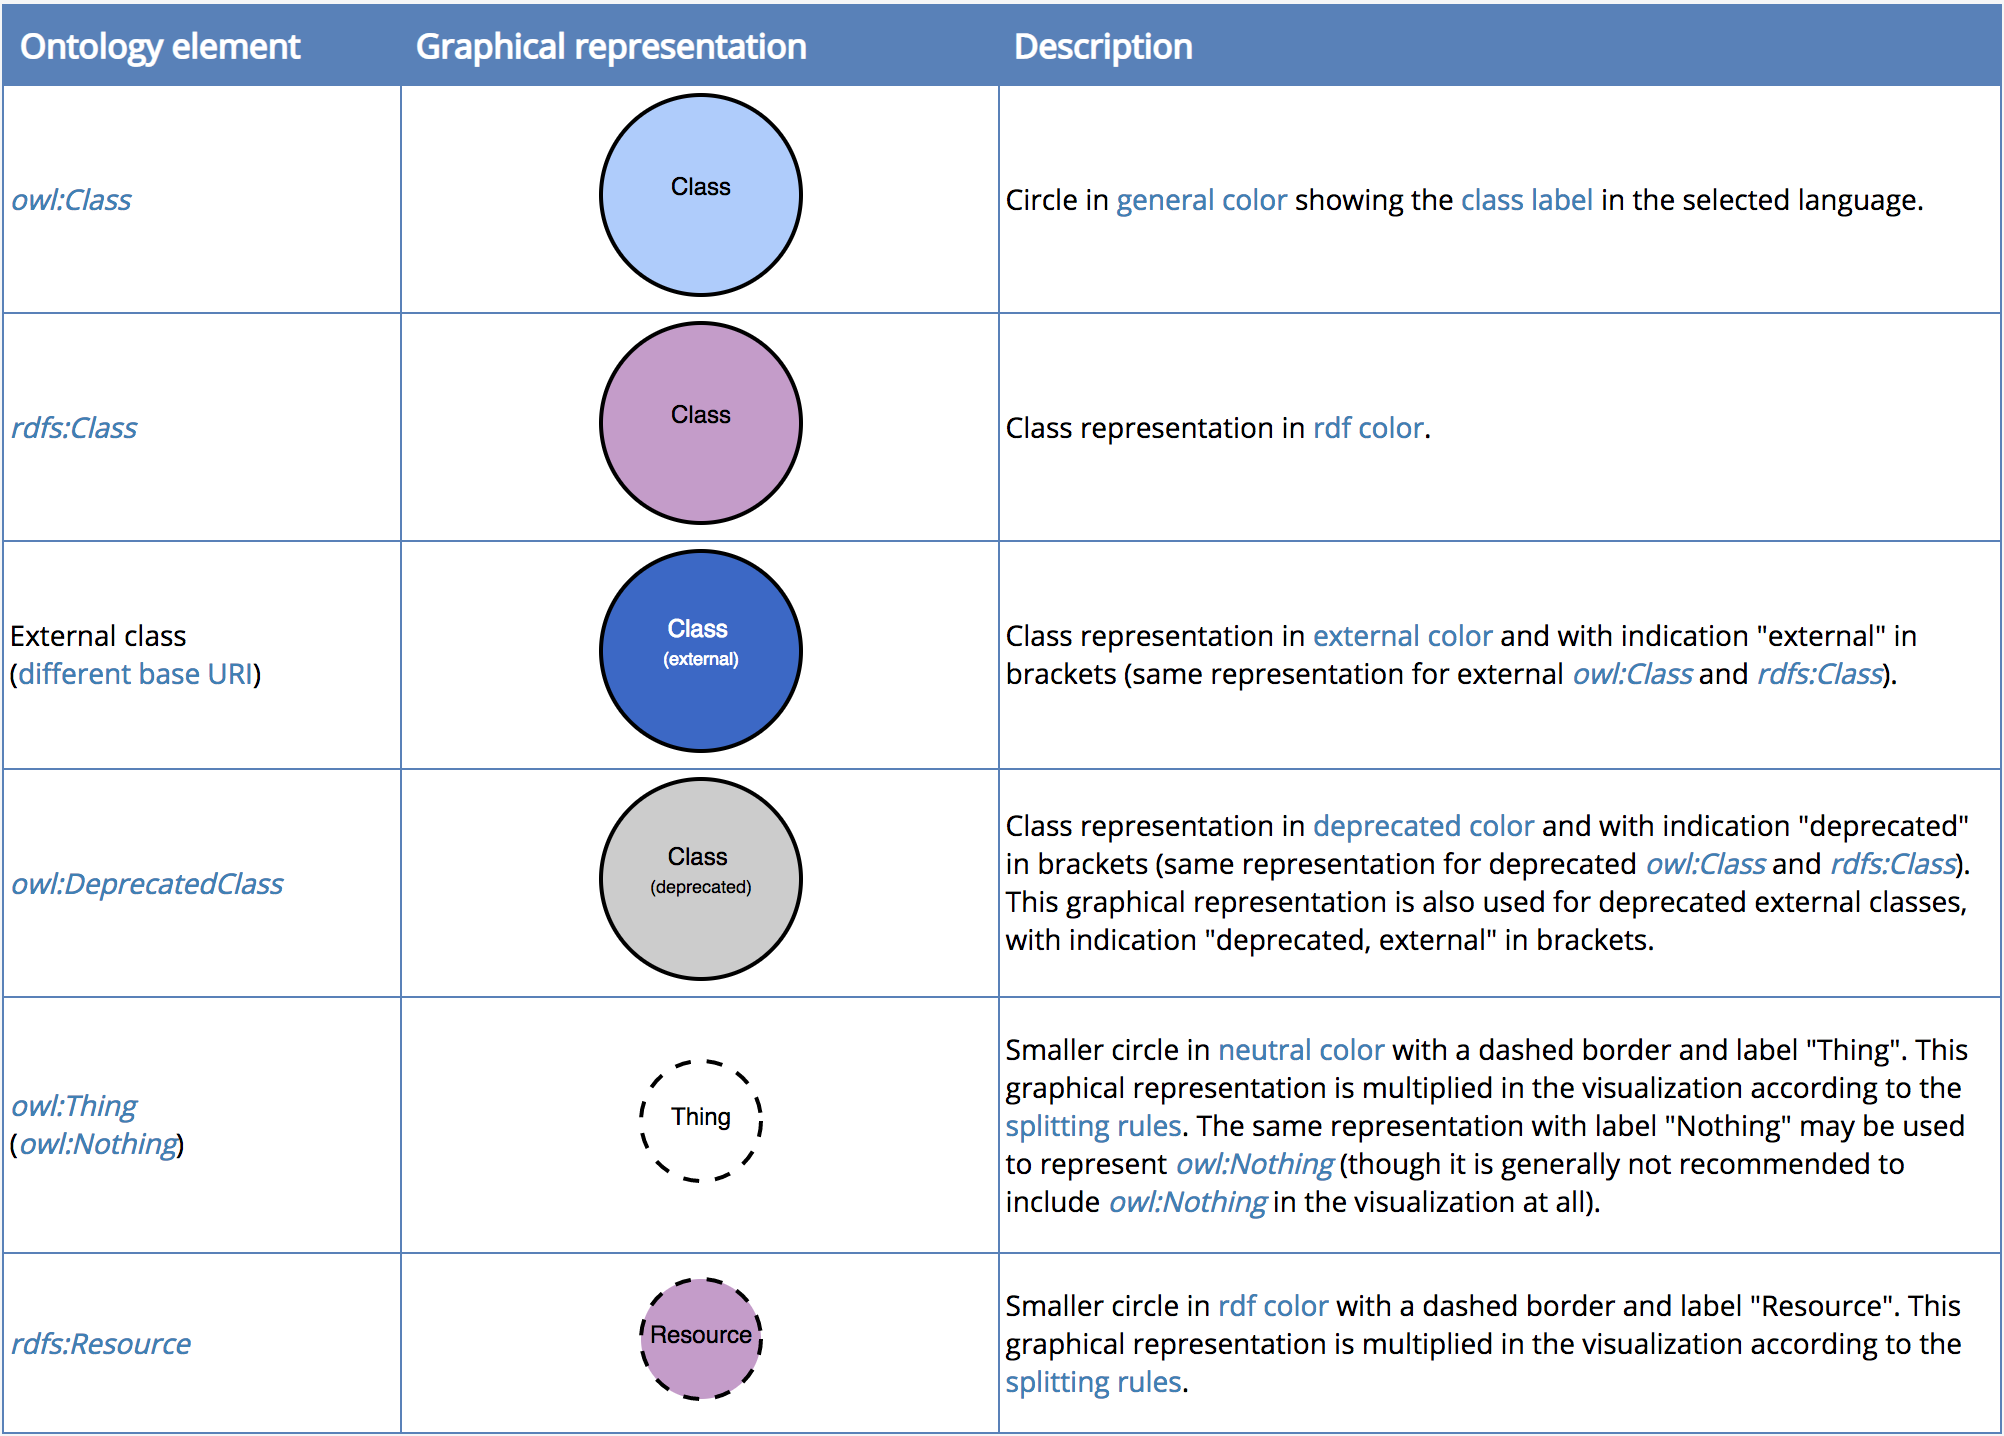 Ontology element Graphical representation Description
owl:Class
Class
Circle in general color showing the class label in the selected language.
rdfs:Class
Class
Class representation in rdf color.
External class
(different base URI)
Class
(external)
Class representation in external color and with indication "external" in
brackets (same representation for external owl:Class and rdfs:Class).
owl:DeprecatedClass
Class
(deprecated)
Class representation in deprecated color and with indication "deprecated"
in brackets (same representation for deprecated owl:Class and rdfs:Class).
This graphical representation is also used for deprecated external classes,
with indication "deprecated, external" in brackets.
owl:Thing
(owl:Nothing)
Thing
Smaller circle in neutral color with a dashed border and label "Thing". This
graphical representation is multiplied in the visualization according to the
splitting rules. The same representation with label "Nothing" may be used
to represent owl:Nothing (though it is generally not recommended to
include owl:Nothing in the visualization at all).
rdfs:Resource
Resource
Smaller circle in rdf color with a dashed border and label "Resource". This
graphical representation is multiplied in the visualization according to the
splitting rules.